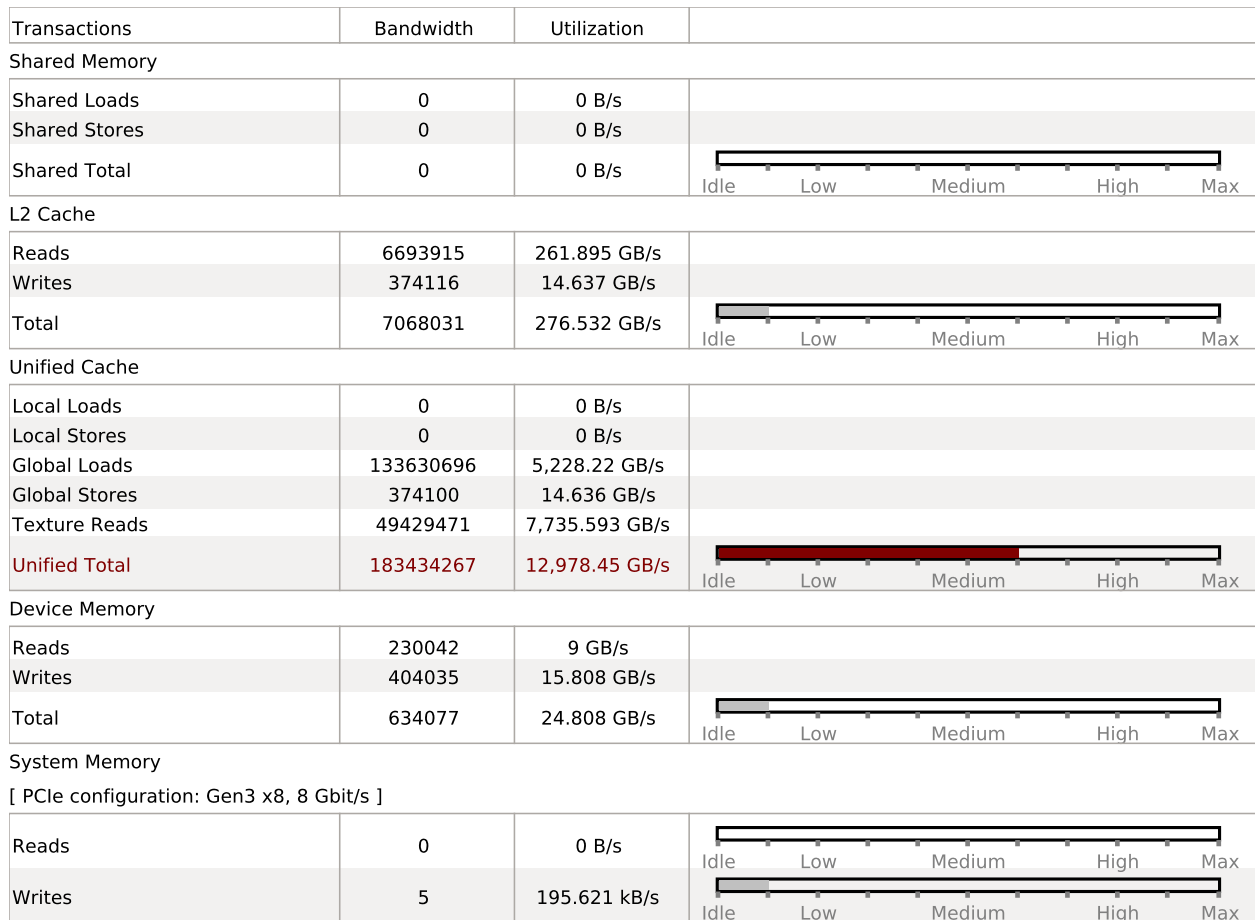 Transactions Bandwidth Utilization
Shared Memory
Shared Loads 0 0 B/s
Shared Stores 0 0 B/s
Shared Total 0 0 B/s
Idle Low Medium High Max
L2 Cache
Reads 6693915 261.895 GB/s
Writes 374116 14.637 GB/s
Total 7068031 276.532 GB/s
Idle Low Medium High Max
Unified Cache
Local Loads 0 0 B/s
Local Stores 0 0 B/s
Global Loads 133630696 5,228.22 GB/s
Global Stores 374100 14.636 GB/s
Texture Reads 49429471 7,735.593 GB/s
Unified Total 183434267 12,978.45 GB/s
Idle Low Medium High Max
Device Memory
Reads 230042 9 GB/s
Writes 404035 15.808 GB/s
Total 634077 24.808 GB/s
Idle Low Medium High Max
System Memory
[ PCIe configuration: Gen3 x8, 8 Gbit/s ]
Reads 0 0 B/s
Idle Low Medium High Max
Writes 5 195.621 kB/s
Idle Low Medium High Max